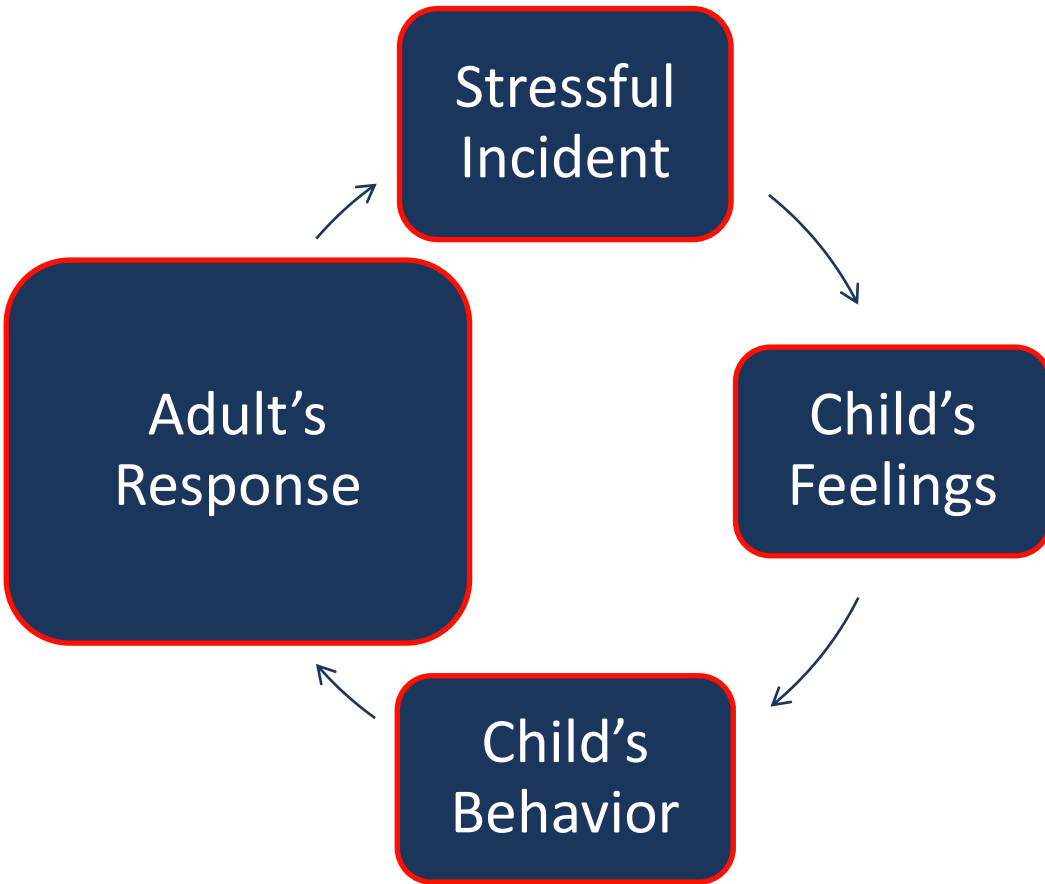 Stressful
Incident
Child’s
Feelings
Child’s
Behavior
Adult’s
Response